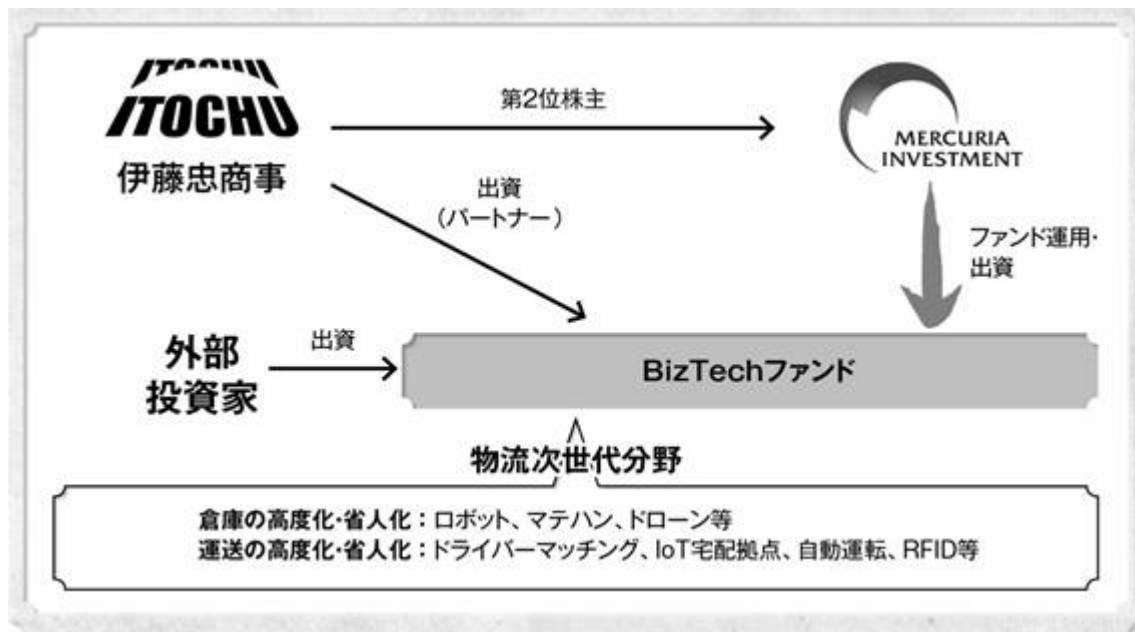 ITOCHU
ITOCHU
伊藤忠商事
第2位株主
MERCURIA
INVESTMENT
出資
（パートナー）
ファンド運用・
出資
外部
投資家
出資
BizTechファンド
物流次世代分野
倉庫の高度化・省人化：ロボット、マテハン、ドローン等
運送の高度化・省人化：ドライバーマッチング、IoT宅配拠点、自動運転、RFID等